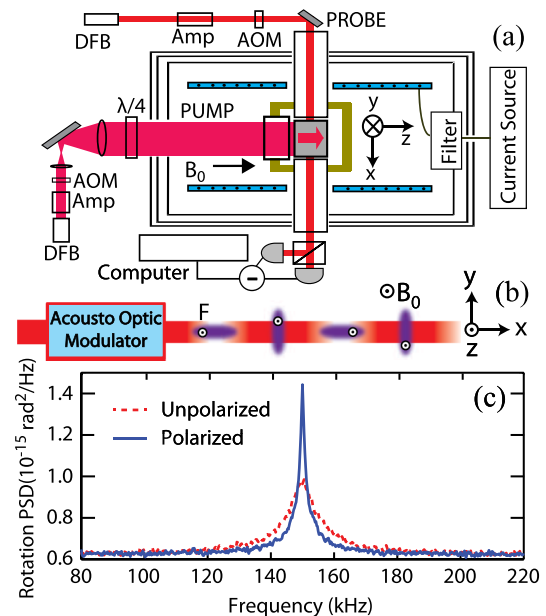 DFB
Amp
AOM
PROBE
(a)
λ/4
PUMP
B0
y
z
x
Filter
Current Source
AOM
Amp
DFB
Computer
−
(b)
Acousto Optic
Modulator
F
B0
y
x
z
(c)
Unpolarized
Polarized
Rotation PSD(10-15 rad2/Hz)
1.4
1.2
1.0
0.8
0.6
80 100 120 140 160 180 200 220
Frequency (kHz)